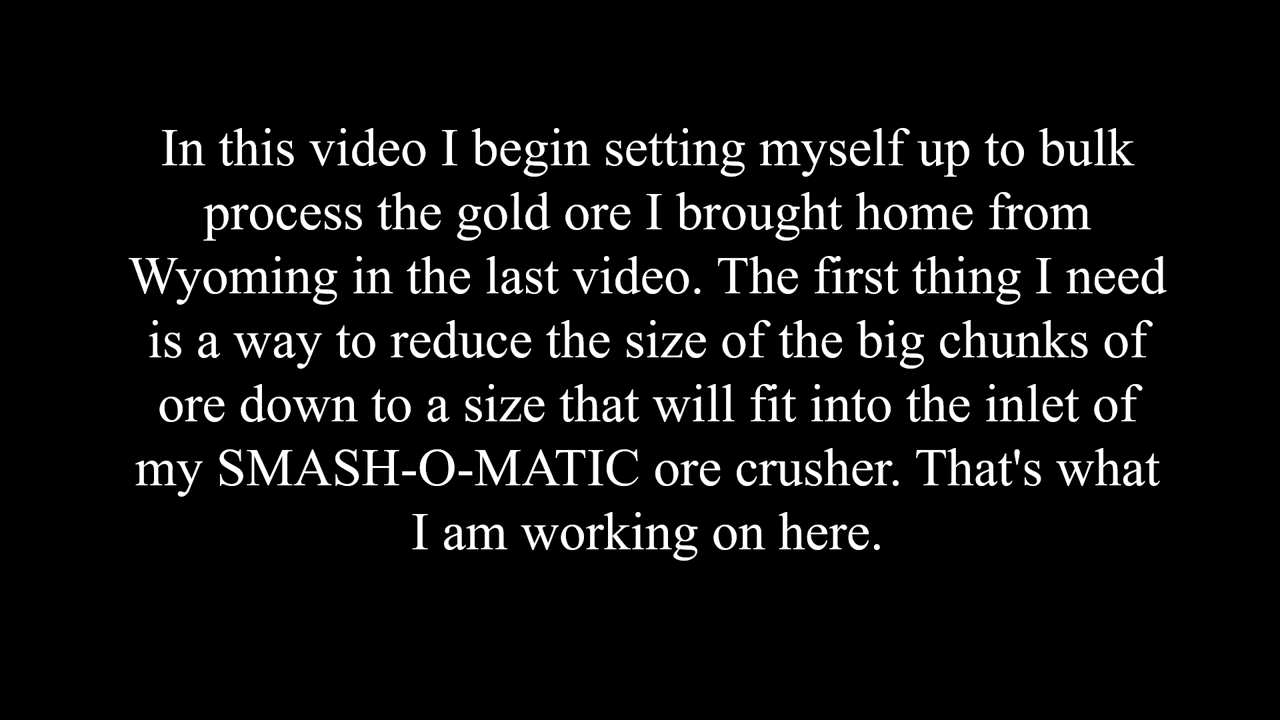 In this video I begin setting myself up to bulk
process the gold ore I brought home from
Wyoming in the last video. The first thing I need
is a way to reduce the size of the big chunks of
ore down to a size that will fit into the inlet of
my SMASH-O-MATIC ore crusher. That's what
I am working on here.